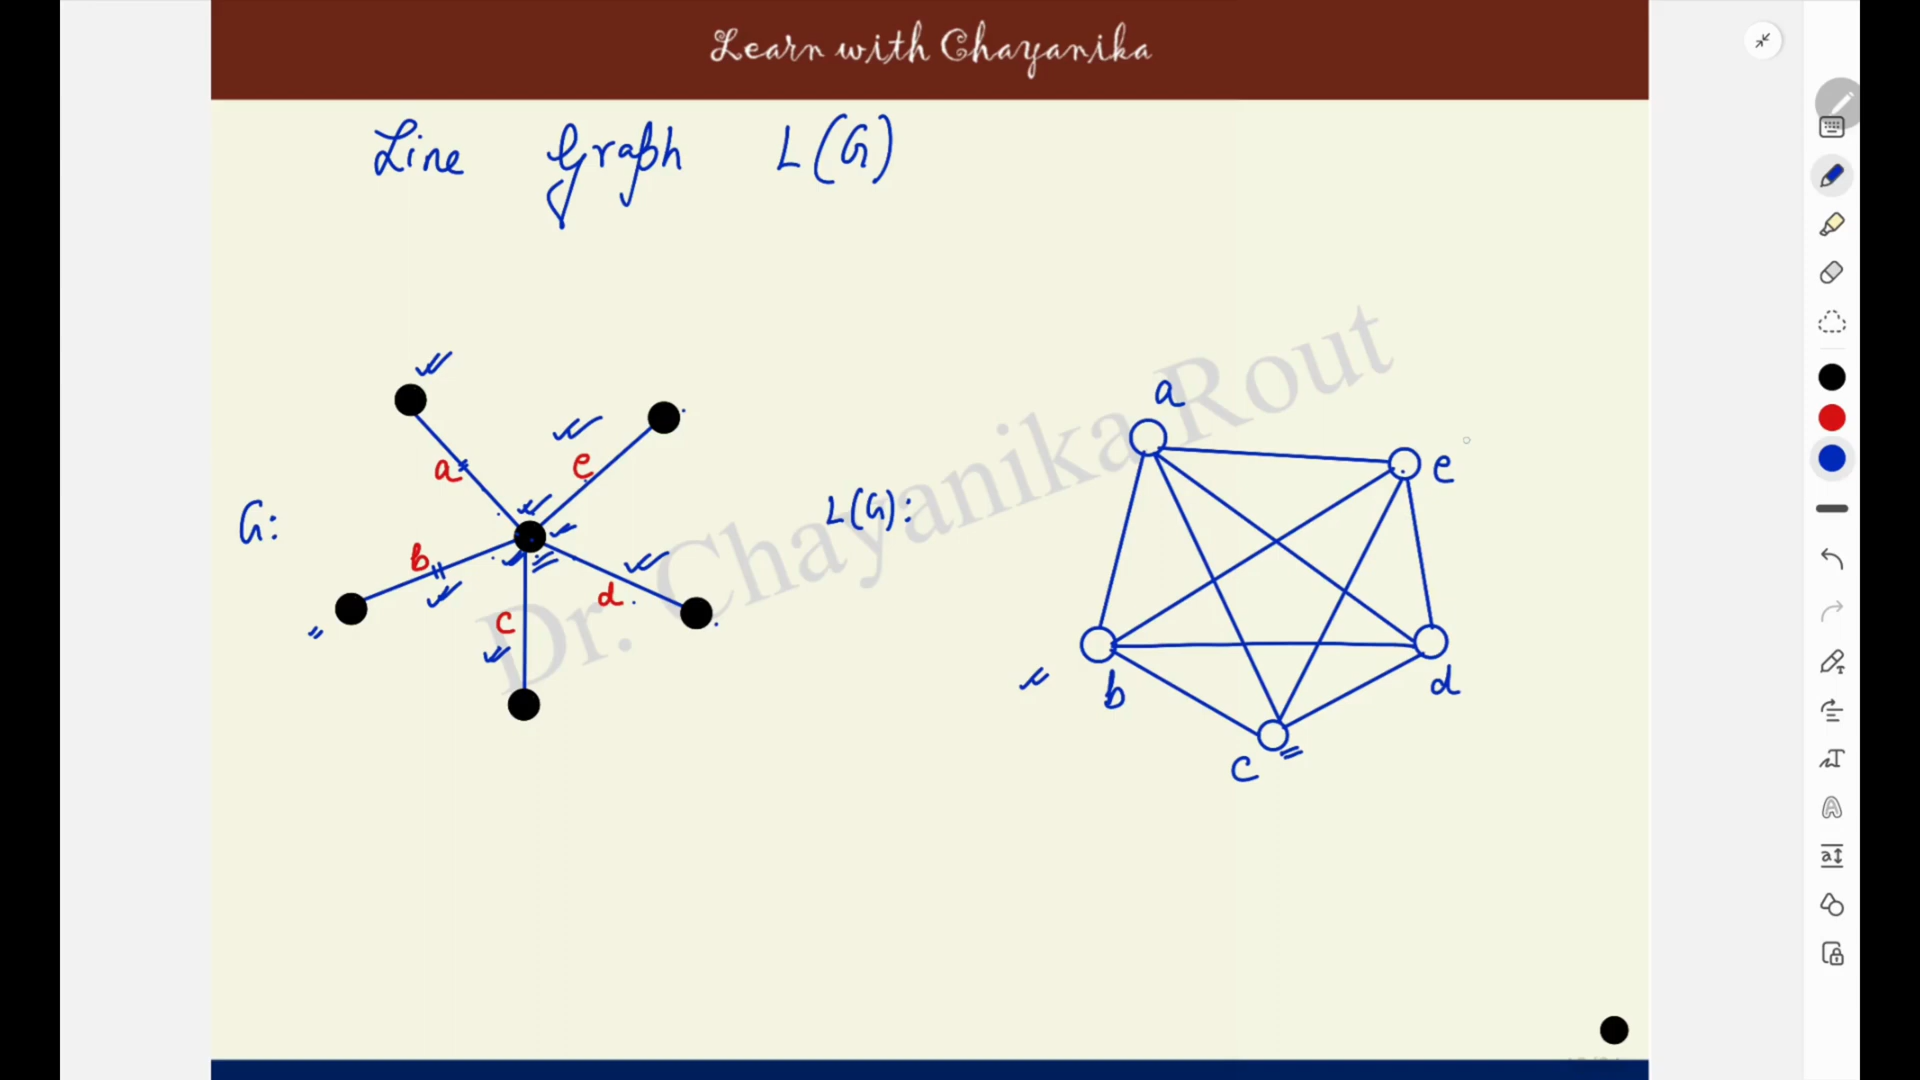 Learn with Chayanika
Line Graph L(G)
Dr. Chayanika Rout
G:
a
e
b
d
c
L(G):
a
e
b
d
c